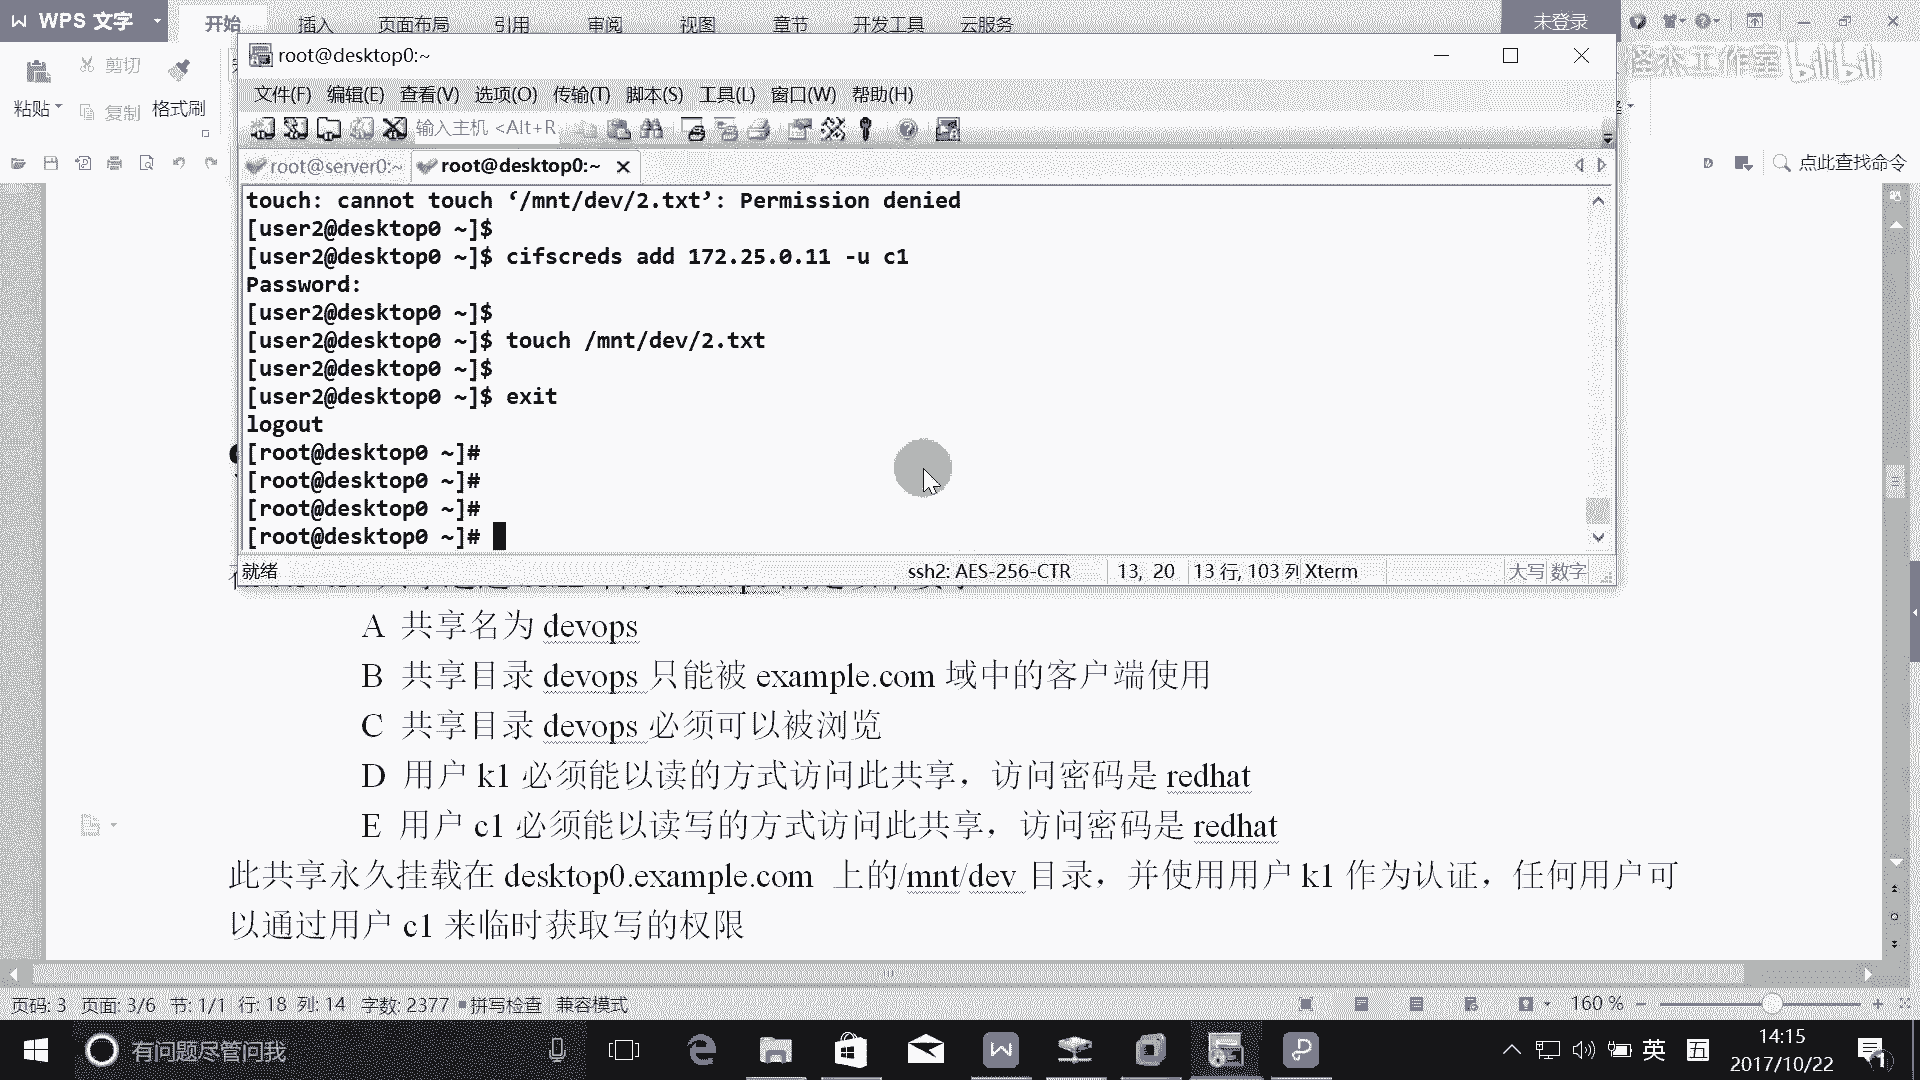 WPS 文字
开始 插入 页面布局 引用 审阅 视图 章节 开发工具 云服务
未登录
剪切
粘贴 复制 格式刷
点此查找命令
root@desktop0:~
文件(F) 编辑(E) 查看(V) 选项(O) 传输(T) 脚本(S) 工具(L) 窗口(W) 帮助(H)
输入主机 <Alt+R
root@server0:~ root@desktop0:~
touch: cannot touch ‘/mnt/dev/2.txt’: Permission denied
[user2@desktop0 ~]$
[user2@desktop0 ~]$ cifscreds add 172.25.0.11 -u c1
Password:
[user2@desktop0 ~]$
[user2@desktop0 ~]$ touch /mnt/dev/2.txt
[user2@desktop0 ~]$
[user2@desktop0 ~]$ exit
logout
[root@desktop0 ~]#
[root@desktop0 ~]#
[root@desktop0 ~]#
[root@desktop0 ~]#
就绪 ssh2: AES-256-CTR 13, 20 13 行, 103 列 Xterm 大写 数字
A 共享名为 devops
B 共享目录 devops 只能被 example.com 域中的客户端使用
C 共享目录 devops 必须可以被浏览
D 用户 k1 必须能以读的方式访问此共享，访问密码是 redhat
E 用户 c1 必须能以读写的方式访问此共享，访问密码是 redhat
此共享永久挂载在 desktop0.example.com 上的/mnt/dev 目录，并使用用户 k1 作为认证，任何用户可
以通过用户 c1 来临时获取写的权限
页码: 3 页面: 3/6 节: 1/1 行: 18 列: 14 字数: 2377 拼写检查 兼容模式 160 %
有问题尽管问我
英 五
14:15
2017/10/22
1